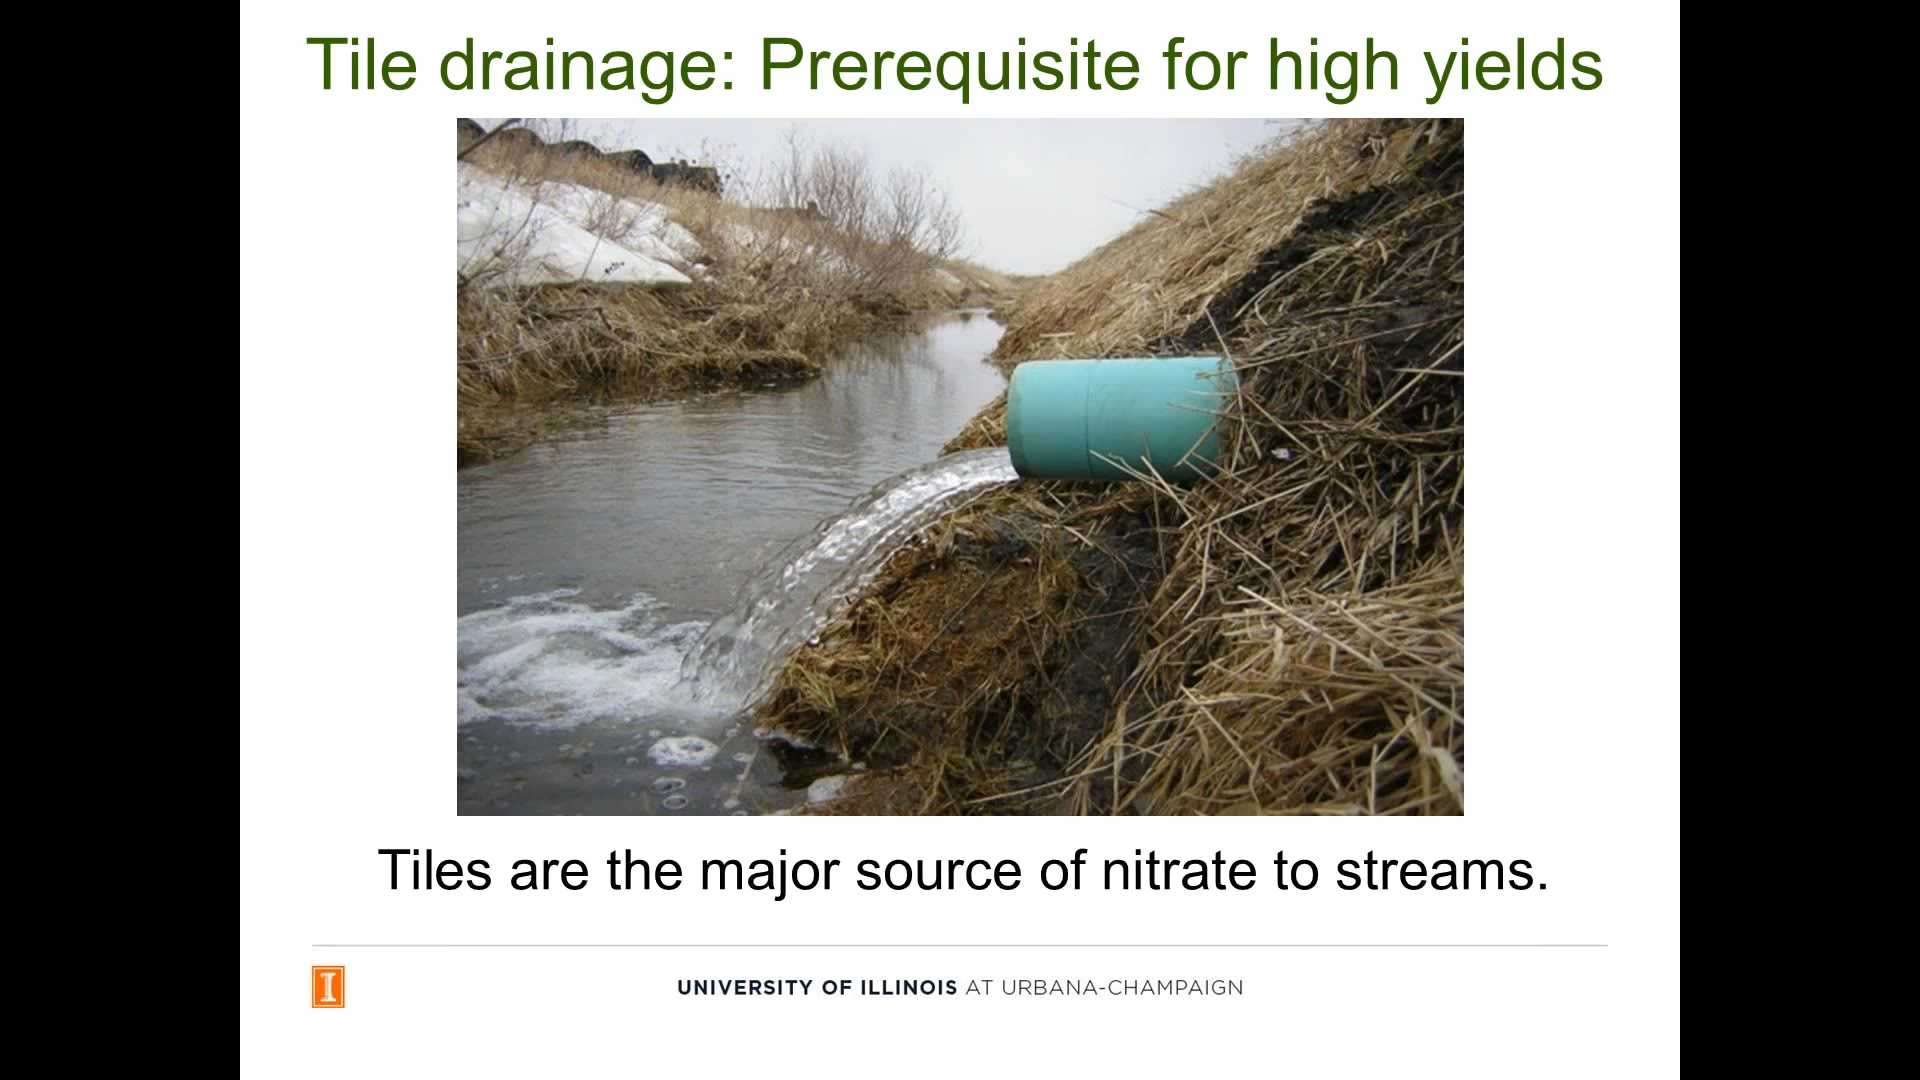 Tile drainage: Prerequisite for high yields
Tiles are the major source of nitrate to streams.
I
UNIVERSITY OF ILLINOIS AT URBANA-CHAMPAIGN